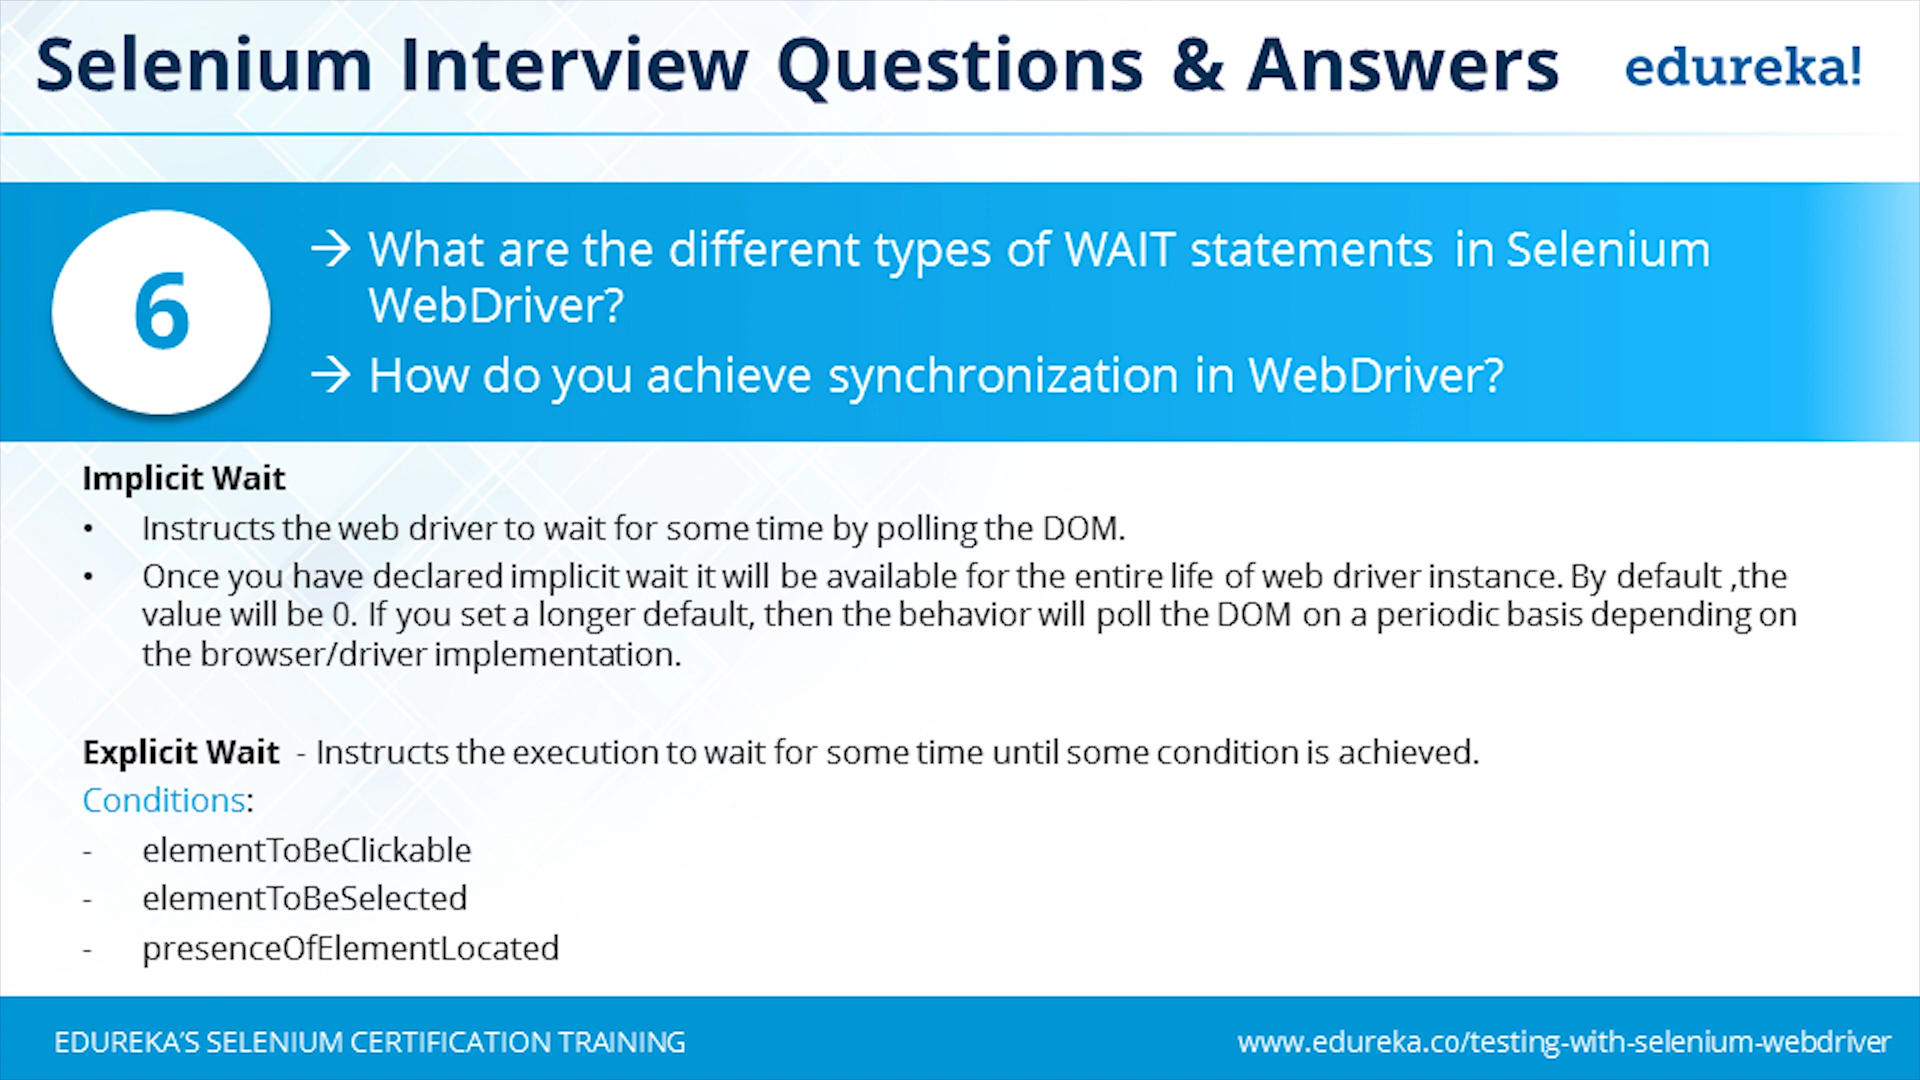 Selenium Interview Questions & Answers
edureka!
6
→ What are the different types of WAIT statements in Selenium
WebDriver?
→ How do you achieve synchronization in WebDriver?
Implicit Wait
• Instructs the web driver to wait for some time by polling the DOM.
• Once you have declared implicit wait it will be available for the entire life of web driver instance. By default ,the
value will be 0. If you set a longer default, then the behavior will poll the DOM on a periodic basis depending on
the browser/driver implementation.
Explicit Wait - Instructs the execution to wait for some time until some condition is achieved.
Conditions:
- elementToBeClickable
- elementToBeSelected
- presenceOfElementLocated
EDUREKA'S SELENIUM CERTIFICATION TRAINING
www.edureka.co/testing-with-selenium-webdriver